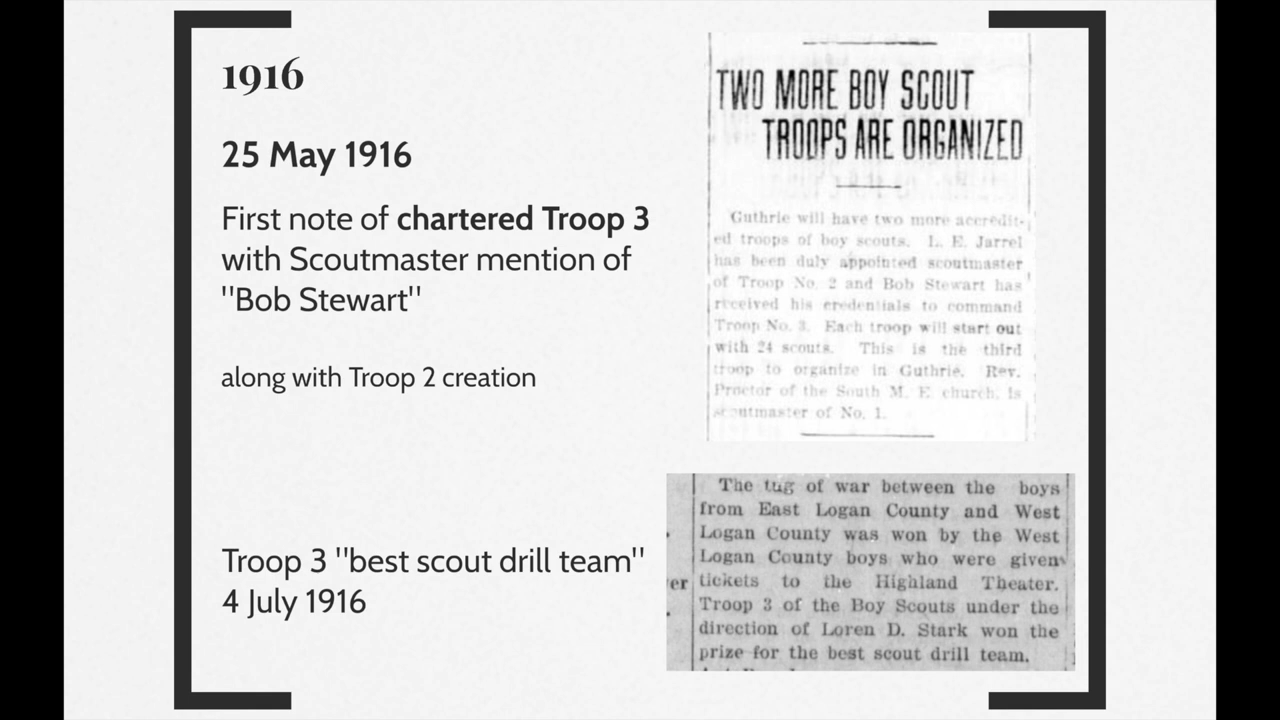 1916
25 May 1916
First note of chartered Troop 3
with Scoutmaster mention of
"Bob Stewart"
along with Troop 2 creation
Troop 3 "best scout drill team"
4 July 1916
TWO MORE BOY SCOUT
TROOPS ARE ORGANIZED
Guthrie will have two more accredit-
ed troops of boy scouts. L. E. Jarrel
has been duly appointed scoutmaster
of Troop No. 2 and Bob Stewart has
received his credentials to command
Troop No. 3. Each troop will start out
with 24 scouts. This is the third
troop to organize in Guthrie. Rev.
Proctor of the South M. E. church, is
scoutmaster of No. 1.
The tug of war between the boys
from East Logan County and West
Logan County was won by the West
Logan County boys who were given
er tickets to the Highland Theater.
Troop 3 of the Boy Scouts under the
direction of Loren D. Stark won the
prize for the best scout drill team.